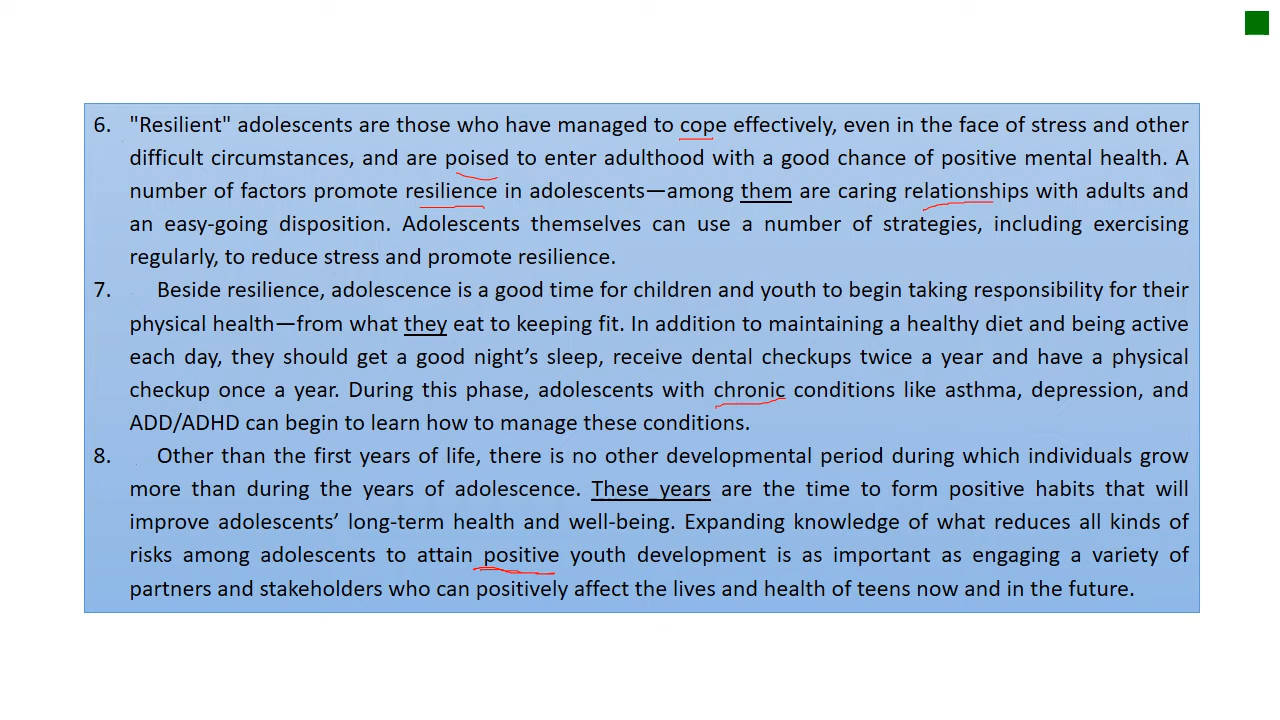 6. "Resilient" adolescents are those who have managed to cope effectively, even in the face of stress and other
difficult circumstances, and are poised to enter adulthood with a good chance of positive mental health. A
number of factors promote resilience in adolescents—among them are caring relationships with adults and
an easy-going disposition. Adolescents themselves can use a number of strategies, including exercising
regularly, to reduce stress and promote resilience.
7. Beside resilience, adolescence is a good time for children and youth to begin taking responsibility for their
physical health—from what they eat to keeping fit. In addition to maintaining a healthy diet and being active
each day, they should get a good night’s sleep, receive dental checkups twice a year and have a physical
checkup once a year. During this phase, adolescents with chronic conditions like asthma, depression, and
ADD/ADHD can begin to learn how to manage these conditions.
8. Other than the first years of life, there is no other developmental period during which individuals grow
more than during the years of adolescence. These years are the time to form positive habits that will
improve adolescents’ long-term health and well-being. Expanding knowledge of what reduces all kinds of
risks among adolescents to attain positive youth development is as important as engaging a variety of
partners and stakeholders who can positively affect the lives and health of teens now and in the future.